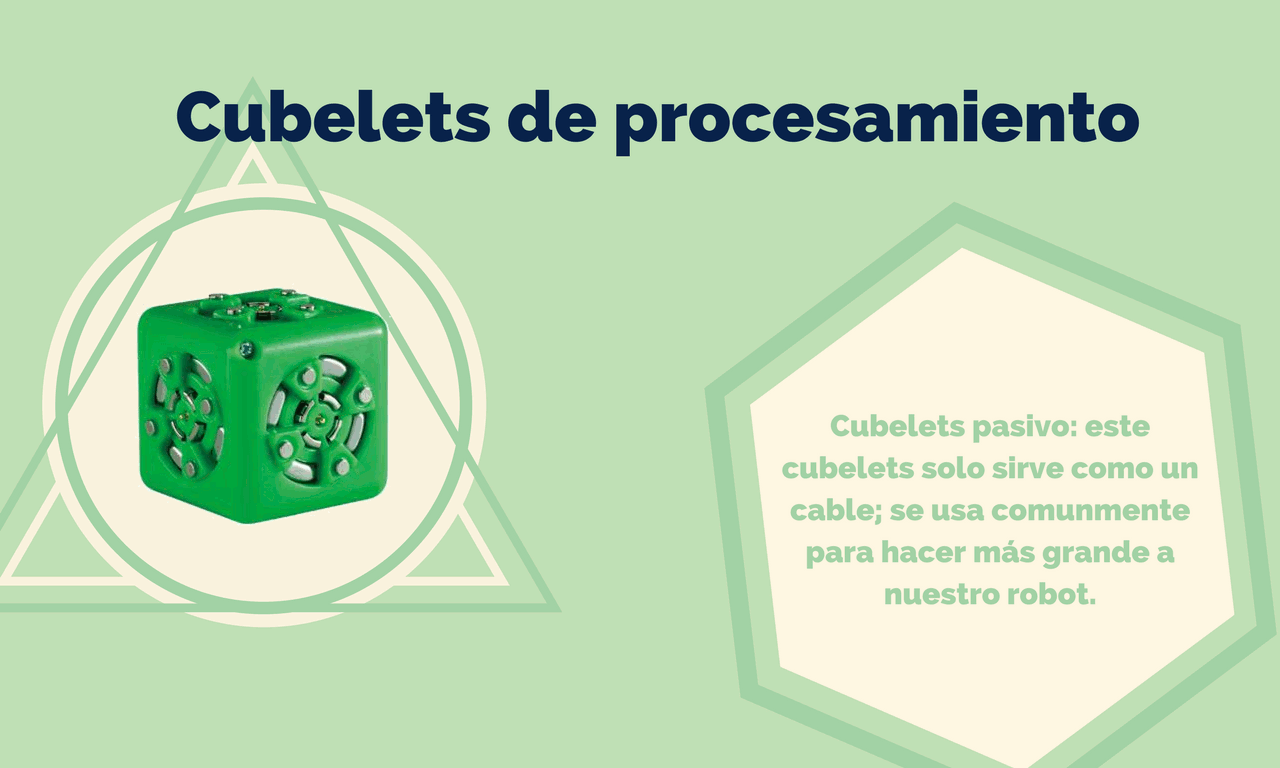 Cubelets de procesamiento
Cubelets pasivo: este
cubelets solo sirve como un
cable; se usa comunmente
para hacer más grande a
nuestro robot.